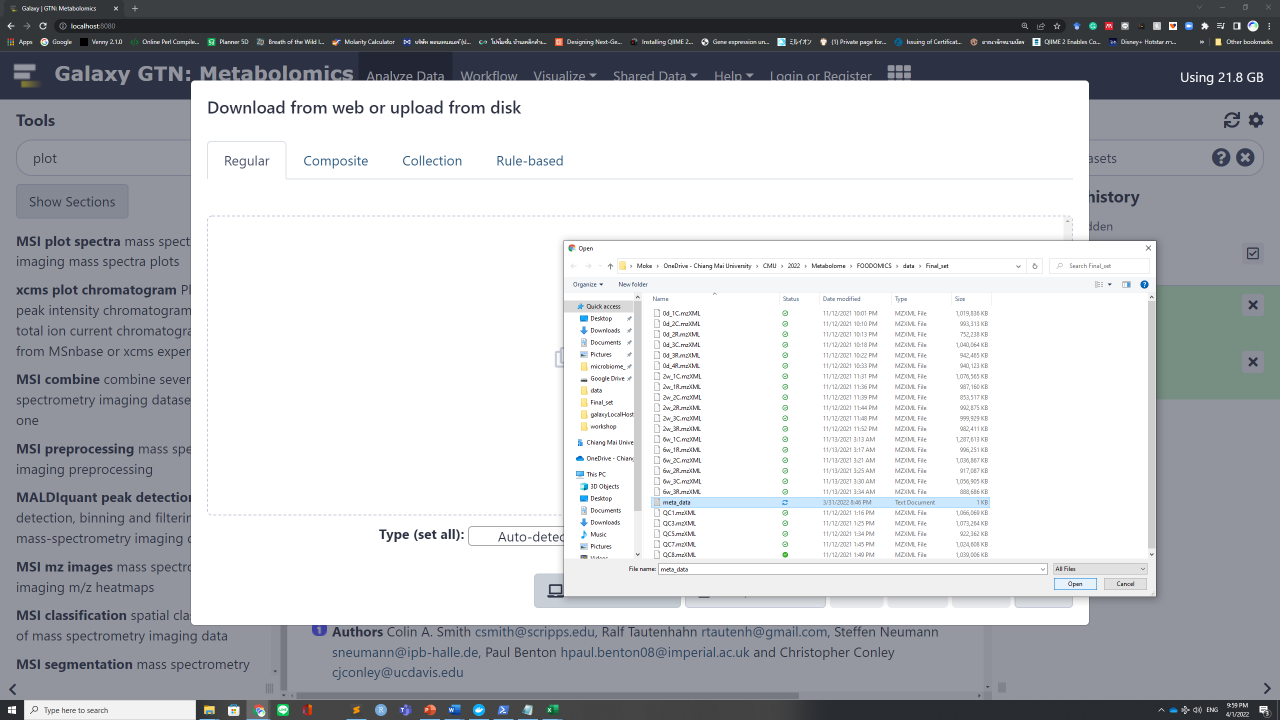 Galaxy | GTN: Metabolomics
localhost:8080
Apps
Google
Venny 2.1.0
Online Perl Compile...
Planner 5D
Breath of the Wild I...
Molarity Calculator
Designing Next-Ge...
Installing QIIME 2...
Gene expression un...
(1) Private page for...
Issuing of Certificat...
QIIME 2 Enables Co...
Disney+ Hotstar m...
Other bookmarks
Galaxy GTN: Metabolomics
Analyze Data
Workflow
Visualize
Shared Data
Help
Login or Register
Using 21.8 GB
Tools
plot
Show Sections
MSI plot spectra mass spect
imaging mass spectra plots
xcms plot chromatogram Pl
peak intensity chromatogram
total ion current chromatogra
from MSnbase or xcms exper
MSI combine combine sever
spectrometry imaging dataset
one
MSI preprocessing mass spe
imaging preprocessing
MALDIquant peak detection
detection, binning and filterin
mass-spectrometry imaging d
MSI mz images mass spectro
imaging m/z heatmaps
MSI classification spatial clas
of mass spectrometry imaging data
MSI segmentation mass spectrometry
Download from web or upload from disk
Regular
Composite
Collection
Rule-based
Type (set all):
Auto-detec
asets
history
dden
Open
Moke > OneDrive - Chiang Mai University > CMU > 2022 > Metabolome > FOODOMICS > data > Final_set
Search Final_set
Organize
New folder
Quick access
Desktop
Downloads
Documents
Pictures
microbiome_
Google Drive
data
Final_set
galaxyLocalHost
workshop
Chiang Mai Unive
OneDrive - Chiang
This PC
3D Objects
Desktop
Documents
Downloads
Music
Pictures
Videos
Name Status Date modified Type Size
0d_1C.mzXML 11/12/2021 10:01 PM MZXML File 1,019,836 KB
0d_2C.mzXML 11/12/2021 10:10 PM MZXML File 993,313 KB
0d_2R.mzXML 11/12/2021 10:13 PM MZXML File 752,238 KB
0d_3C.mzXML 11/12/2021 10:18 PM MZXML File 1,040,064 KB
0d_3R.mzXML 11/12/2021 10:22 PM MZXML File 942,465 KB
0d_4R.mzXML 11/12/2021 10:33 PM MZXML File 940,123 KB
2w_1C.mzXML 11/12/2021 11:31 PM MZXML File 1,076,565 KB
2w_1R.mzXML 11/12/2021 11:36 PM MZXML File 987,160 KB
2w_2C.mzXML 11/12/2021 11:39 PM MZXML File 853,517 KB
2w_2R.mzXML 11/12/2021 11:44 PM MZXML File 992,875 KB
2w_3C.mzXML 11/12/2021 11:48 PM MZXML File 999,929 KB
2w_3R.mzXML 11/12/2021 11:52 PM MZXML File 982,411 KB
6w_1C.mzXML 11/13/2021 3:13 AM MZXML File 1,287,613 KB
6w_1R.mzXML 11/13/2021 3:17 AM MZXML File 996,251 KB
6w_2C.mzXML 11/13/2021 3:21 AM MZXML File 1,036,867 KB
6w_2R.mzXML 11/13/2021 3:25 AM MZXML File 917,087 KB
6w_3C.mzXML 11/13/2021 3:30 AM MZXML File 1,056,905 KB
6w_3R.mzXML 11/13/2021 3:34 AM MZXML File 888,686 KB
meta_data 3/31/2022 8:46 PM Text Document 1 KB
QC1.mzXML 11/12/2021 1:16 PM MZXML File 1,066,069 KB
QC3.mzXML 11/12/2021 1:25 PM MZXML File 1,073,264 KB
QC5.mzXML 11/12/2021 1:34 PM MZXML File 922,362 KB
QC7.mzXML 11/12/2021 1:45 PM MZXML File 1,024,608 KB
QC8.mzXML 11/12/2021 1:49 PM MZXML File 1,039,006 KB
File name: meta_data
All Files
Open
Cancel
Authors Colin A. Smith csmith@scripps.edu, Ralf Tautenhahn rtautenh@gmail.com, Steffen Neumann
sneumann@ipb-halle.de, Paul Benton hpaul.benton08@imperial.ac.uk and Christopher Conley
cjconley@ucdavis.edu
Type here to search
ENG
9:59 PM
4/1/2022